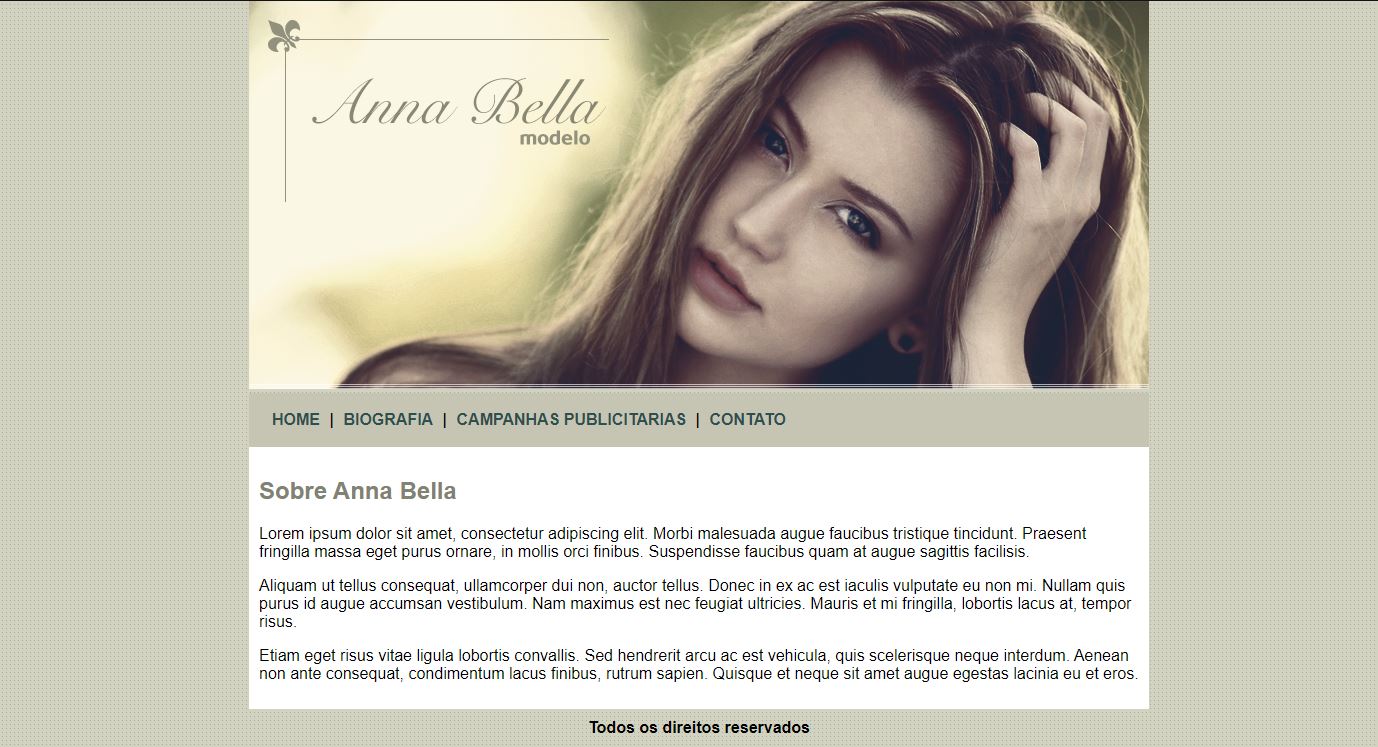 Anna Bella
modelo
HOME | BIOGRAFIA | CAMPANHAS PUBLICITARIAS | CONTATO
Sobre Anna Bella
Lorem ipsum dolor sit amet, consectetur adipiscing elit. Morbi malesuada augue faucibus tristique tincidunt. Praesent
fringilla massa eget purus ornare, in mollis orci finibus. Suspendisse faucibus quam at augue sagittis facilisis.
Aliquam ut tellus consequat, ullamcorper dui non, auctor tellus. Donec in ex ac est iaculis vulputate eu non mi. Nullam quis
purus id augue accumsan vestibulum. Nam maximus est nec feugiat ultricies. Mauris et mi fringilla, lobortis lacus at, tempor
risus.
Etiam eget risus vitae ligula lobortis convallis. Sed hendrerit arcu ac est vehicula, quis scelerisque neque interdum. Aenean
non ante consequat, condimentum lacus finibus, rutrum sapien. Quisque et neque sit amet augue egestas lacinia eu et eros.
Todos os direitos reservados